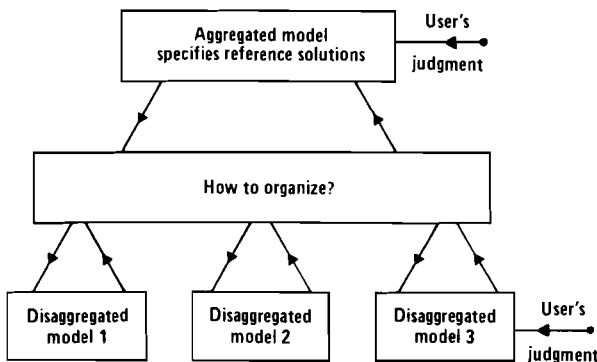 Aggregated model
specifies reference solutions
User's
judgment
How to organize?
Disaggregated
model 1
Disaggregated
model 2
Disaggregated
model 3
User's
judgment